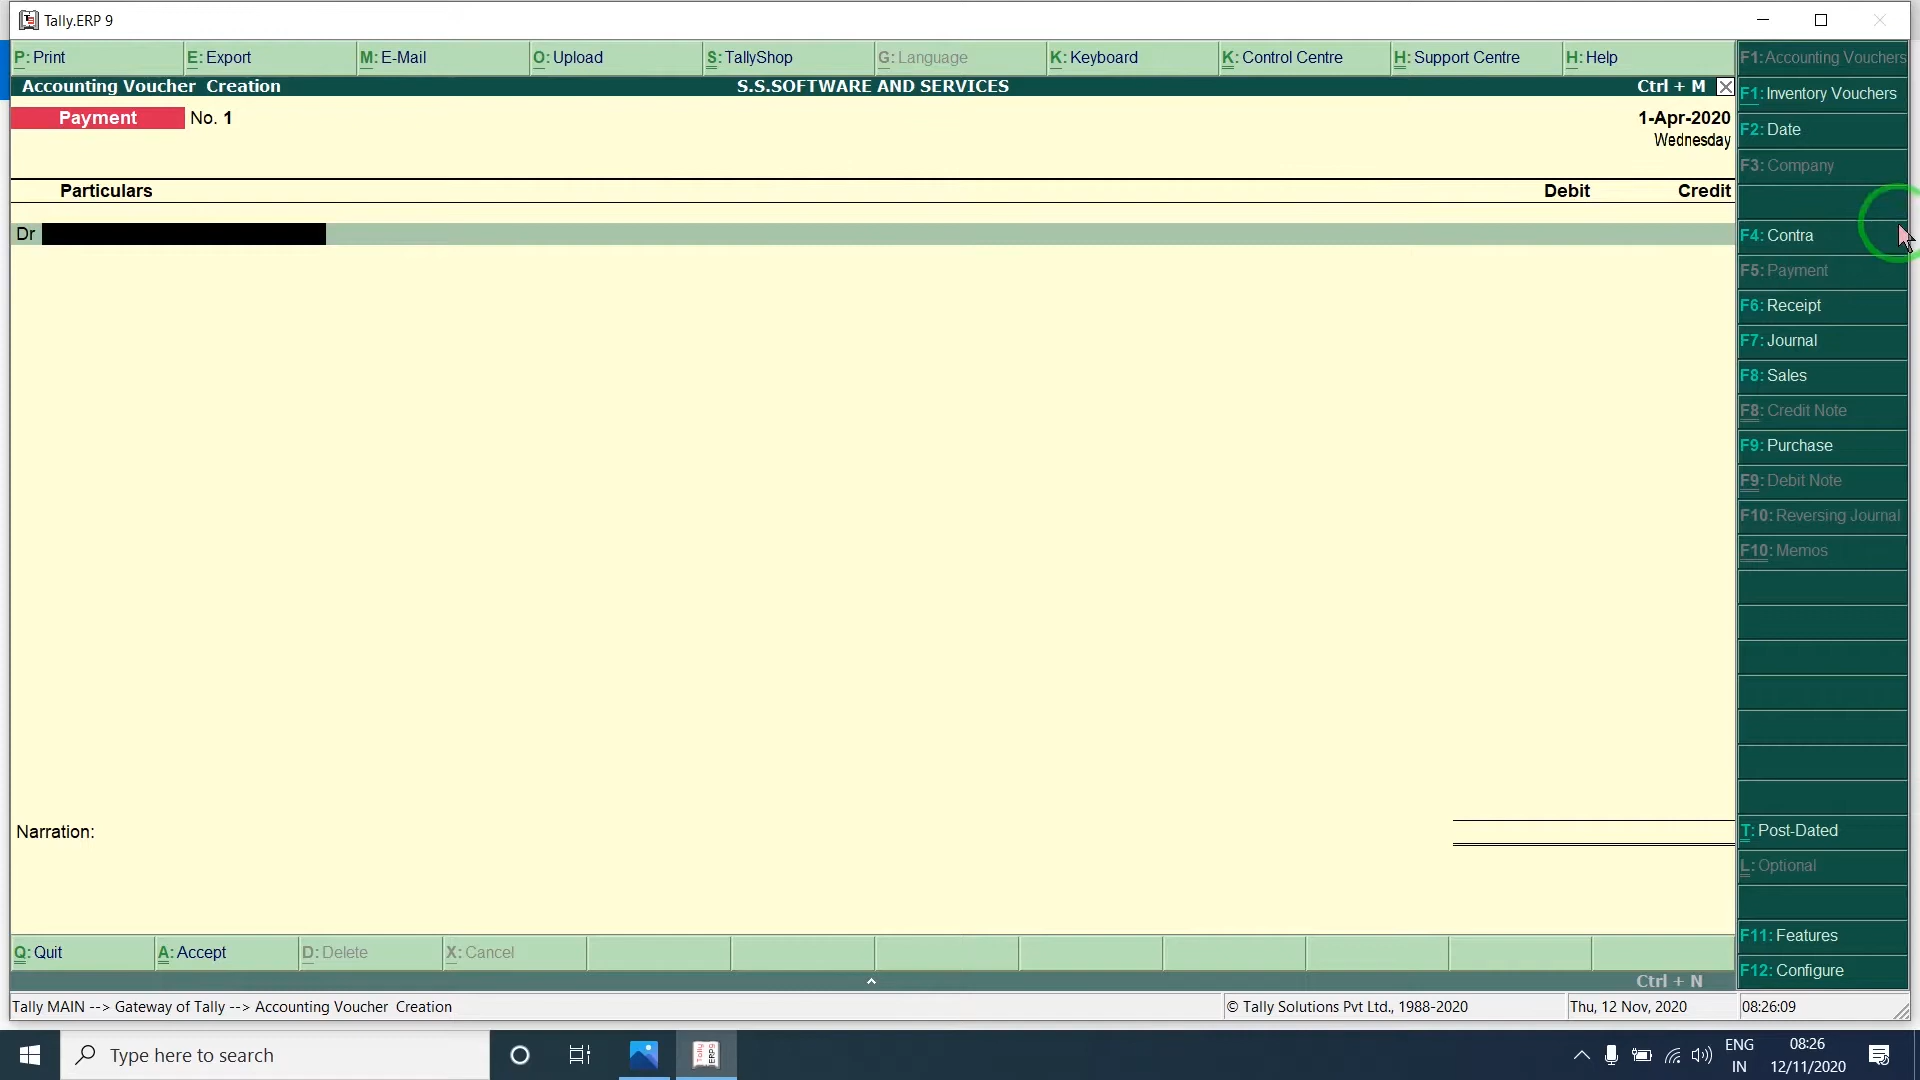 Tally.ERP 9
P: Print E: Export M: E-Mail O: Upload S: TallyShop G: Language K: Keyboard K: Control Centre H: Support Centre H: Help
Accounting Voucher Creation S.S.SOFTWARE AND SERVICES Ctrl + M
Payment No. 1 1-Apr-2020
Wednesday
Particulars Debit Credit
Dr
Narration:
F1: Accounting Vouchers
F1: Inventory Vouchers
F2: Date
F3: Company
F4: Contra
F5: Payment
F6: Receipt
F7: Journal
F8: Sales
F8: Credit Note
F9: Purchase
F9: Debit Note
F10: Reversing Journal
F10: Memos
T: Post-Dated
L: Optional
F11: Features
F12: Configure
Q: Quit A: Accept D: Delete X: Cancel
Ctrl + N
Tally MAIN --> Gateway of Tally --> Accounting Voucher Creation © Tally Solutions Pvt Ltd., 1988-2020 Thu, 12 Nov, 2020 08:26:09
Type here to search
ENG
IN
08:26
12/11/2020